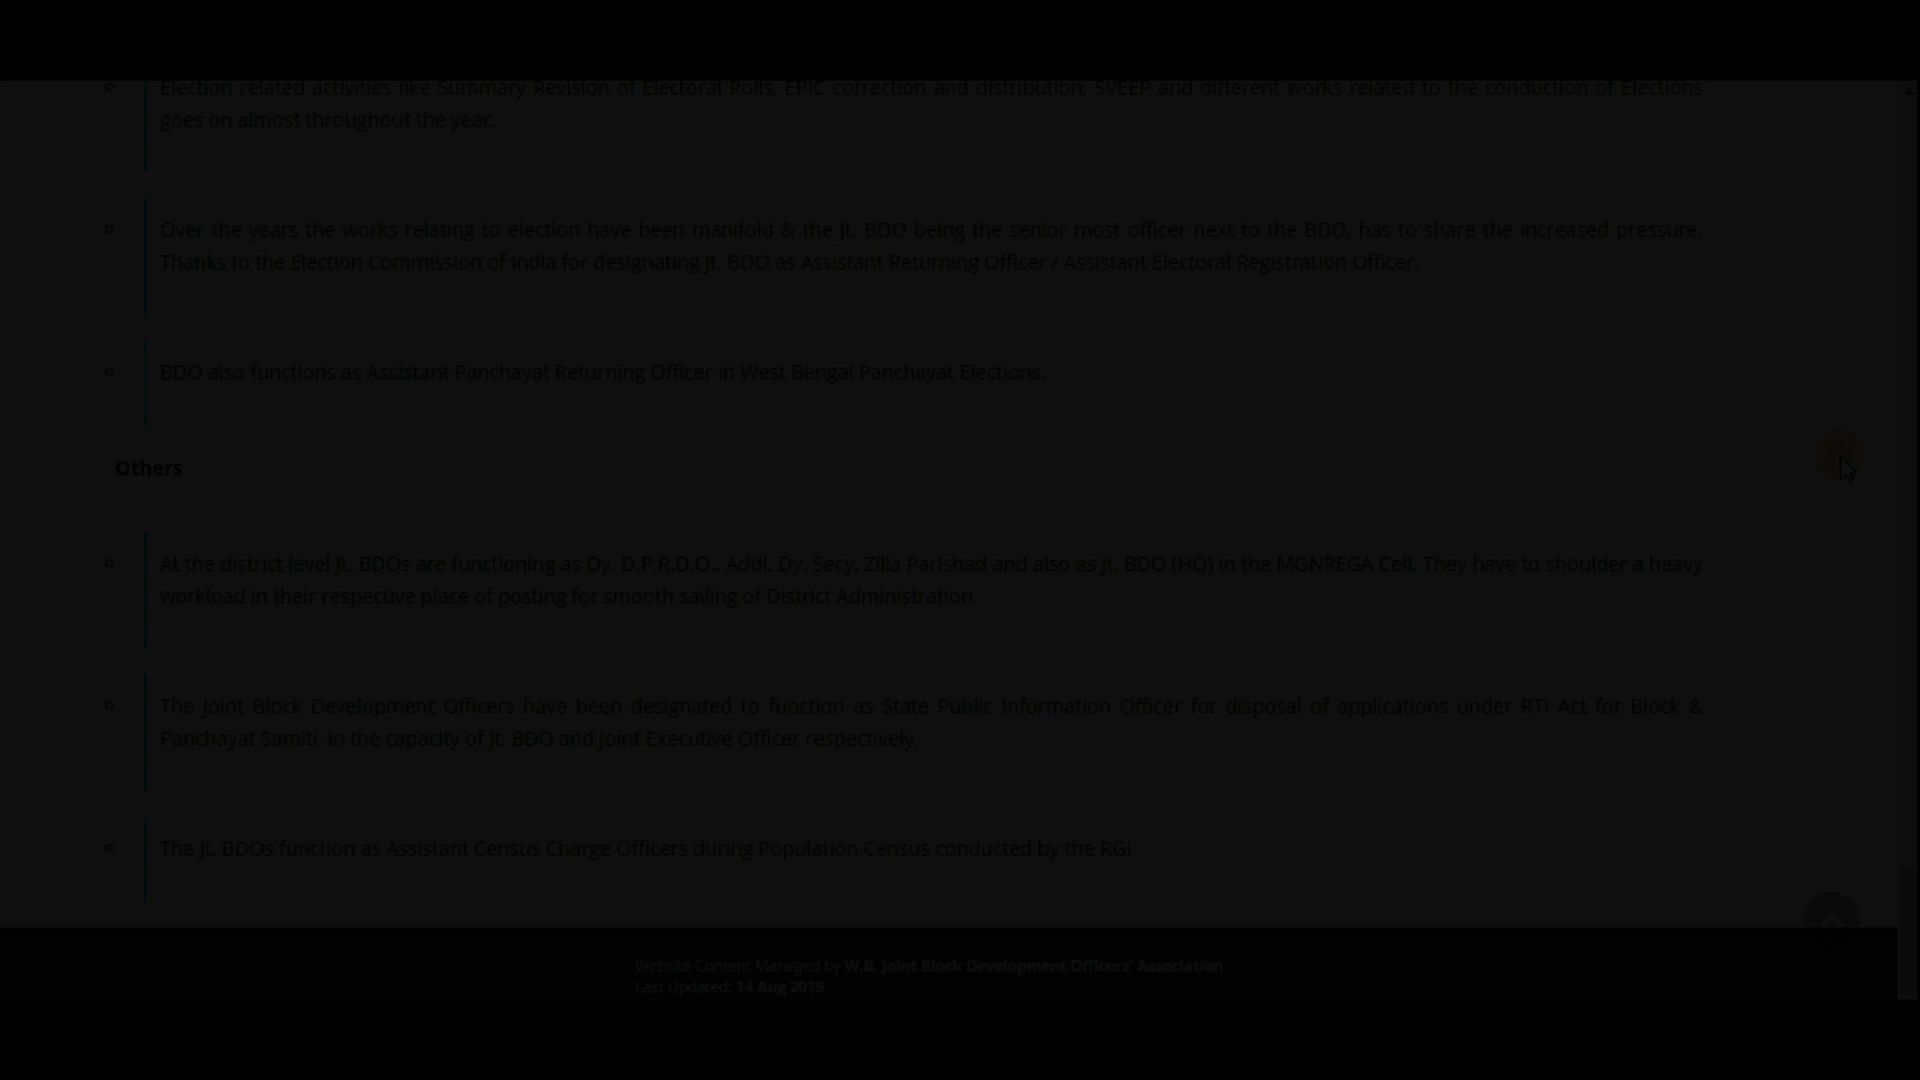 Election related activities like Summary Revision of Electoral Rolls, EPIC correction and distribution, SVEEP and different works related to the conduction of Elections
goes on almost throughout the year.
Over the years the works relating to election have been manifold & the Jt. BDO being the senior most officer next to the BDO, has to share the increased pressure.
Thanks to the Election Commission of India for designating Jt. BDO as Assistant Returning Officer / Assistant Electoral Registration Officer.
BDO also functions as Assistant Panchayat Returning Officer in West Bengal Panchayat Elections.
Others
At the district level Jt. BDOs are functioning as Dy. D.P.R.D.O., Addl. Dy. Secy, Zilla Parishad and also as Jt. BDO (HQ) in the MGNREGA Cell. They have to shoulder a heavy
workload in their respective place of posting for smooth sailing of District Administration.
The Joint Block Development Officers have been designated to function as State Public Information Officer for disposal of applications under RTI Act for Block &
Panchayat Samiti, in the capacity of Jt. BDO and Joint Executive Officer respectively.
The Jt. BDOs function as Assistant Census Charge Officers during Population Census conducted by the RGI.
Website Content Managed by W.B. Joint Block Development Officers' Association
Last Updated: 14 Aug 2019